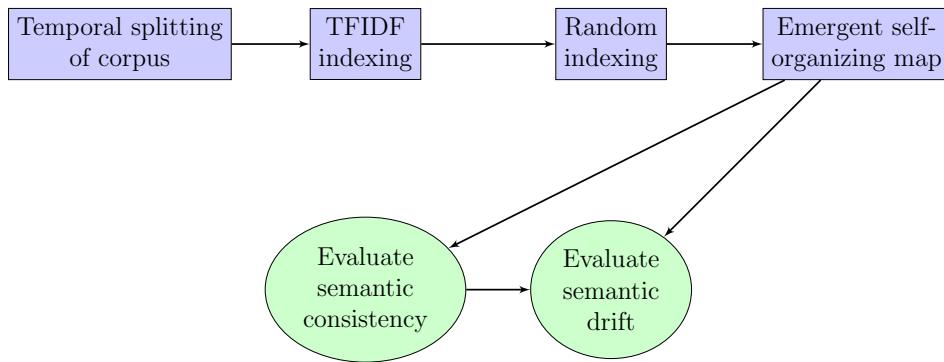 Temporal splitting
of corpus
TFIDF
indexing
Random
indexing
Emergent self-
organizing map
Evaluate
semantic
consistency
Evaluate
semantic
drift